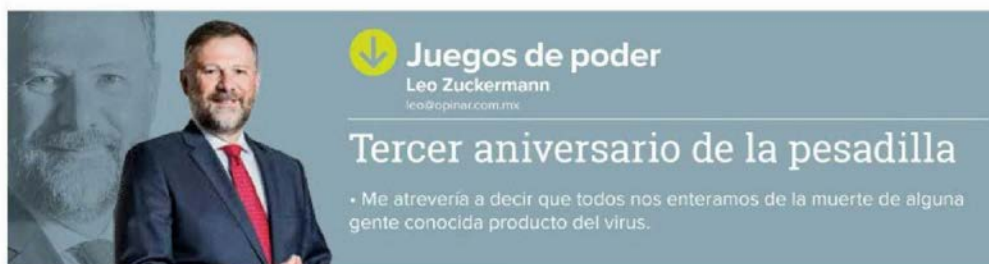 Juegos de poder
Leo Zuckermann
leo@opinar.com.mx
Tercer aniversario de la pesadilla
• Me atrevería a decir que todos nos enteramos de la muerte de alguna
gente conocida producto del virus.